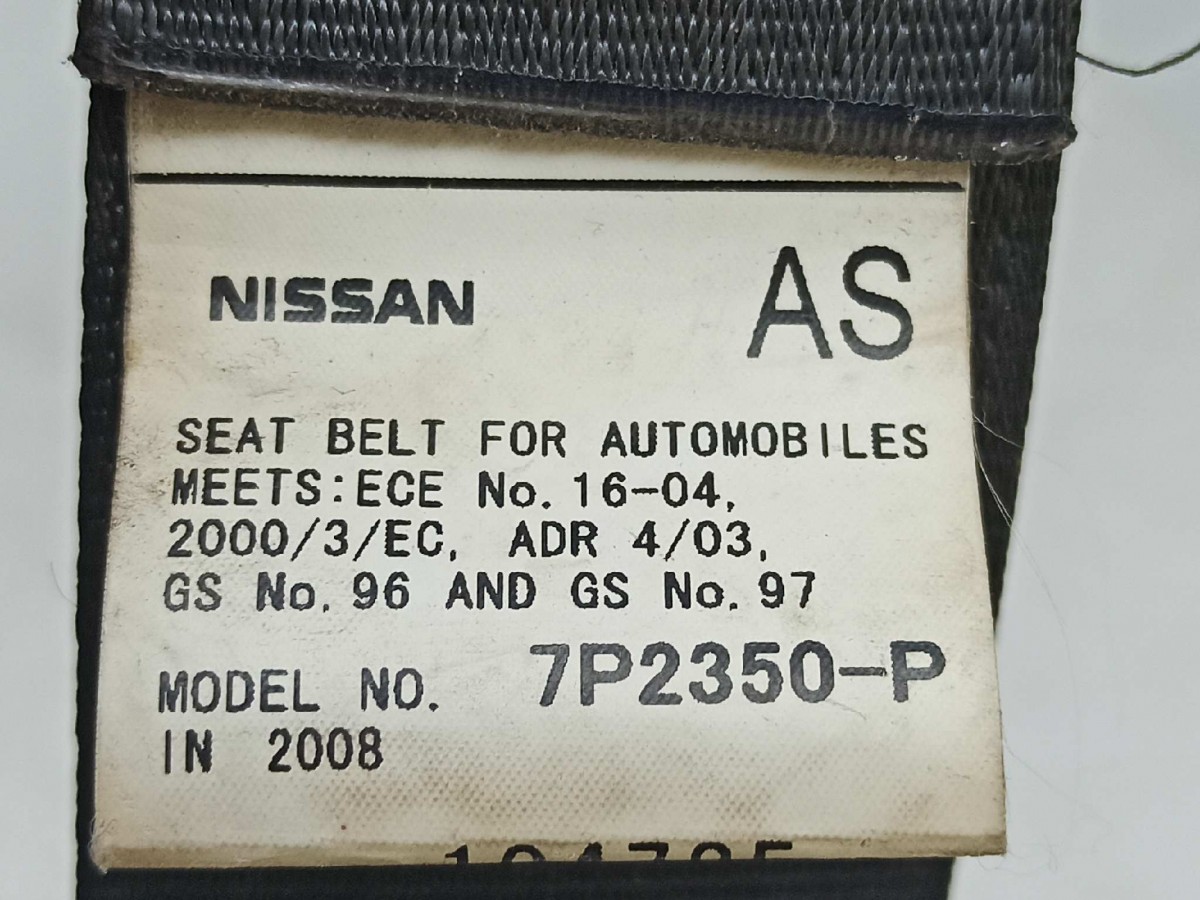 NISSAN AS
SEAT BELT FOR AUTOMOBILES
MEETS:ECE No.16-04,
2000/3/EC, ADR 4/03,
GS No.96 AND GS No.97
MODEL NO. 7P2350-P
IN 2008